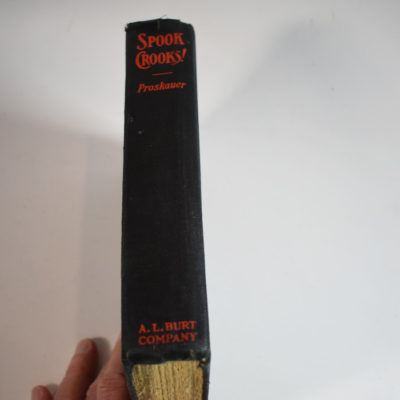 SPOOK
CROOKS!
Proskauer
A. L. BURT
COMPANY